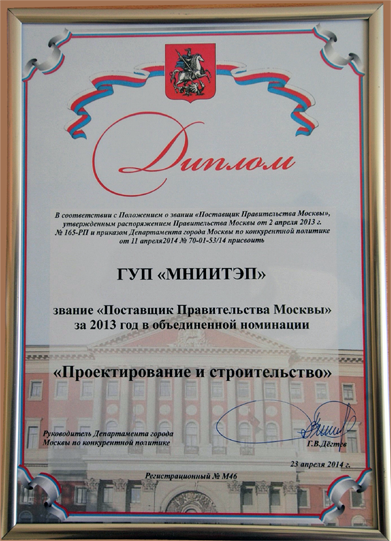 Диплом
В соответствии с Положением о звании «Поставщик Правительства Москвы»,
утвержденным распоряжением Правительства Москвы от 2 апреля 2013 г.
№ 165-РП и приказам Департамента города Москвы по конкурентной политике
от 11 апреля2014 № 70-01-53/14 присвоить
ГУП «МНИИТЭП»
звание «Поставщик Правительства Москвы»
за 2013 год в объединенной номинации
«Проектирование и строительство»
Руководитель Департамента города
Москвы по конкурентной политике
Г.В.Дёгтев
23 апреля 2014 г.
Регистрационный № М46